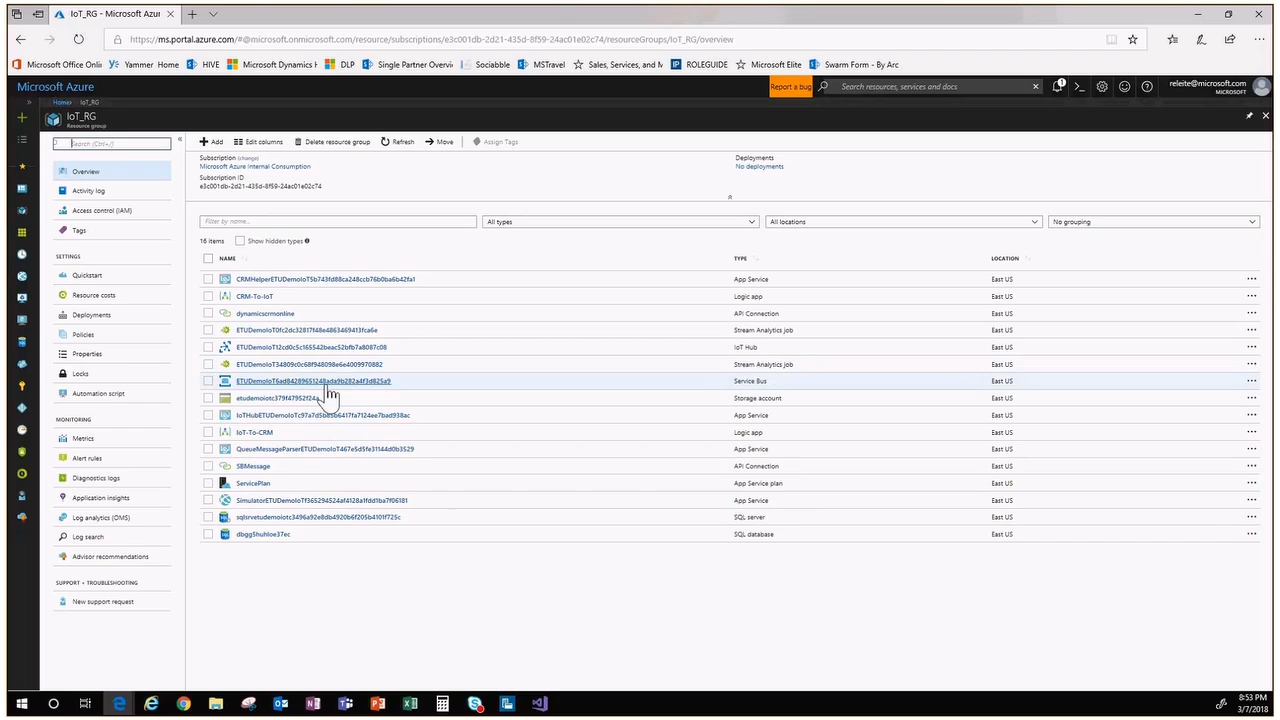 IoT_RG - Microsoft Azur
https://ms.portal.azure.com/#@microsoft.onmicrosoft.com/resource/subscriptions/e3c001db-2d21-435d-8f59-24ac01e02c74/resourceGroups/IoT_RG/overview
Microsoft Office Onli Yammer Home HIVE Microsoft Dynamics DLP Single Partner Overvi Sociabble MSTravel Sales, Services, and M ROLEGUIDE Microsoft Elite Swarm Form - By Arc
Microsoft Azure Report a bug Search resources, services and docs 1 releite@microsoft.com
MICROSOFT
Home IoT_RG
IoT_RG
Resource group
Search (Ctrl+/) Add Edit columns Delete resource group Refresh Move Assign Tags
Subscription (change) Deployments
Microsoft Azure Internal Consumption No deployments
Subscription ID
e3c001db-2d21-435d-8f59-24ac01e02c74
Overview
Activity log
Access control (IAM)
Tags
SETTINGS
Quickstart
Resource costs
Deployments
Policies
Properties
Locks
Automation script
MONITORING
Metrics
Alert rules
Diagnostics logs
Application insights
Log analytics (OMS)
Log search
Advisor recommendations
SUPPORT + TROUBLESHOOTING
New support request
Filter by name... All types All locations No grouping
16 items Show hidden types
NAME TYPE LOCATION
CRMHelperETUDemoIoT5b743fd88ca248ccb76b0ba6b42fa1 App Service East US
CRM-To-IoT Logic app East US
dynamicscrmonline API Connection East US
ETUDemoIoT0fc2dc32817f48e4863469413fca6e Stream Analytics job East US
ETUDemoIoT12cd0c5c165542beac52bfb7a8087c08 IoT Hub East US
ETUDemoIoT34809c0c68f948098e6e4009970882 Stream Analytics job East US
ETUDemoIoT6ad84289651248ada9b282a4f3d825a9 Service Bus East US
Storage account East US
IoTHubETUDemoIoTc97a7d5b85b6417fa7124ee7bad938ac App Service East US
IoT-To-CRM Logic app East US
QueueMessageParserETUDemoIoT467e5d5fe31144d0b3529 App Service East US
SBMessage API Connection East US
ServicePlan App Service plan East US
SimulatorETUDemoIoTf365294524af4128a1fdd1ba7f06181 App Service East US
sqlsrvetudemoiotc3496a92e8db4920b6f205b4101f725c SQL server East US
dbgg5huhloe37ec SQL database East US
8:53 PM
3/7/2018